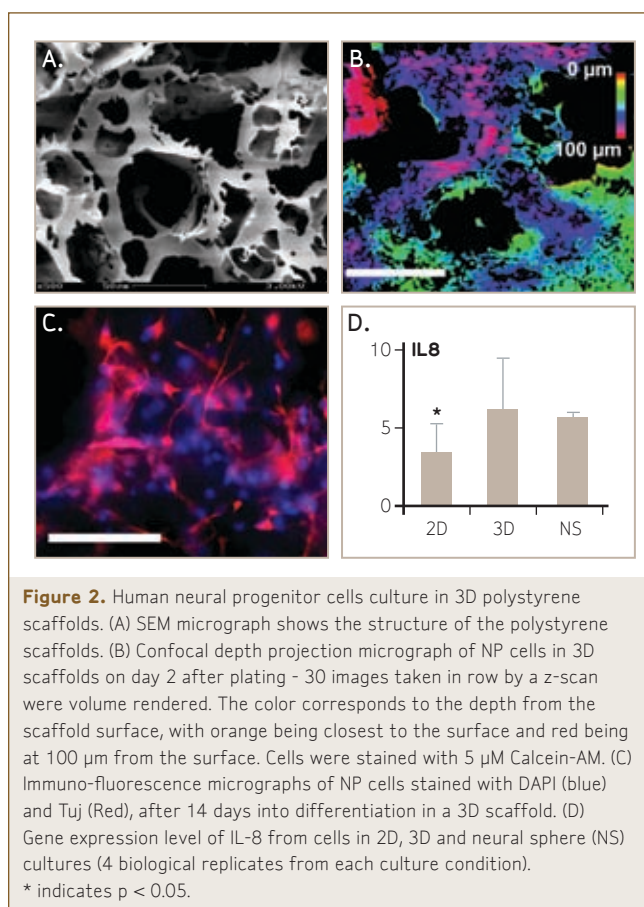 A.
B.
0 µm
100 µm
x500 50µm 3.00kV
C.
D.
IL8
10
5
0
*
2D 3D NS
Figure 2. Human neural progenitor cells culture in 3D polystyrene
scaffolds. (A) SEM micrograph shows the structure of the polystyrene
scaffolds. (B) Confocal depth projection micrograph of NP cells in 3D
scaffolds on day 2 after plating - 30 images taken in row by a z-scan
were volume rendered. The color corresponds to the depth from the
scaffold surface, with orange being closest to the surface and red being
at 100 µm from the surface. Cells were stained with 5 µM Calcein-AM. (C)
Immuno-fluorescence micrographs of NP cells stained with DAPI (blue)
and Tuj (Red), after 14 days into differentiation in a 3D scaffold. (D)
Gene expression level of IL-8 from cells in 2D, 3D and neural sphere (NS)
cultures (4 biological replicates from each culture condition).
* indicates p < 0.05.